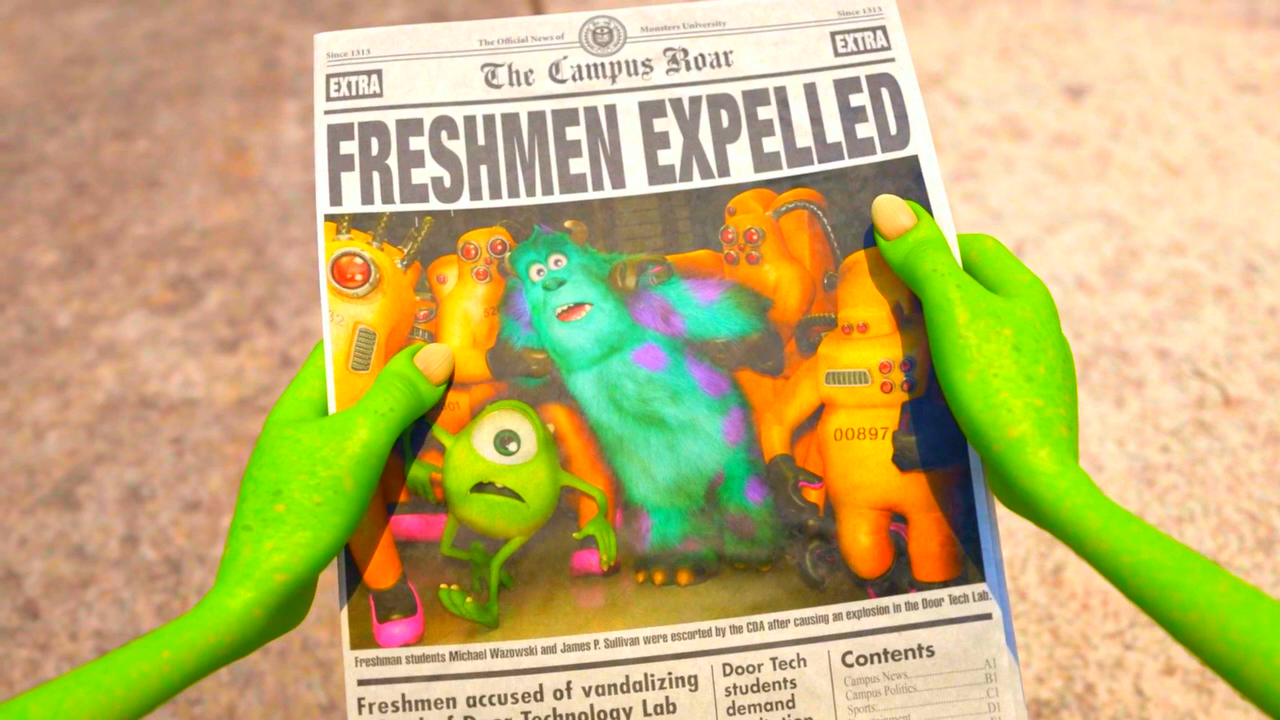 Since 1313
The Official News of
Monsters University
Since 1313
EXTRA
The Campus Roar
EXTRA
FRESHMEN EXPELLED
00897
Freshman students Michael Wazowski and James P. Sullivan were escorted by the CDA after causing an explosion in the Door Tech Lab.
Freshmen accused of vandalizing
Door Technology Lab
Door Tech
students
demand
Contents
Campus News A1
Campus Politics B1
Sports C1
D1